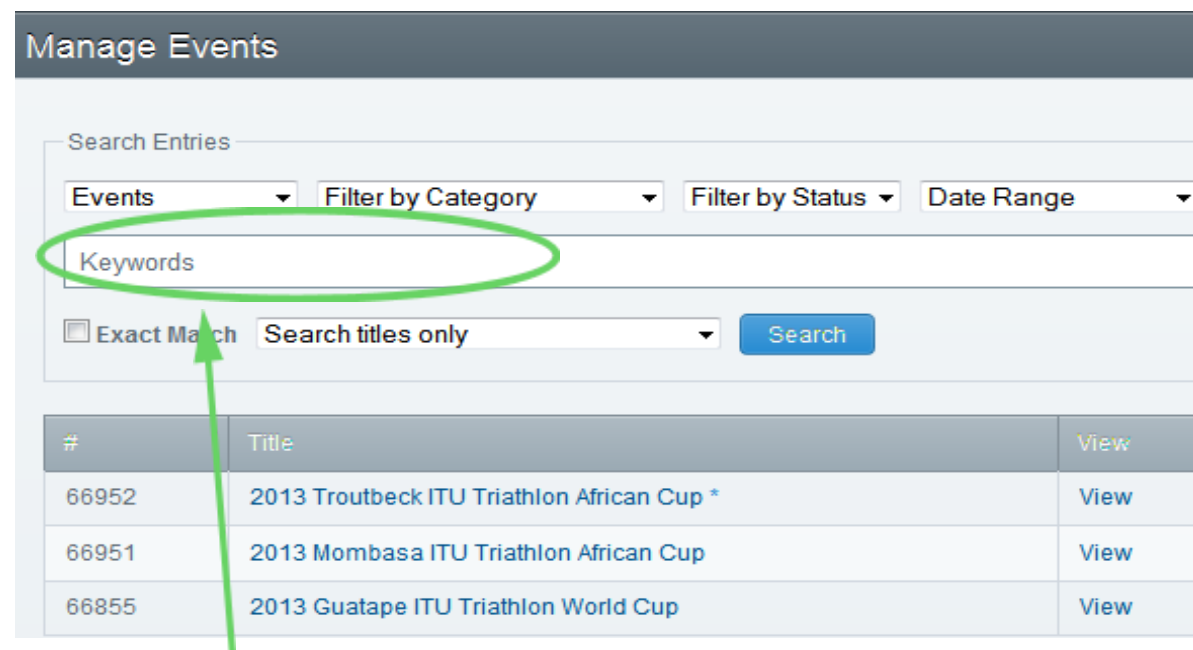 Manage Events
Search Entries
Events Filter by Category Filter by Status Date Range
Keywords
Exact Match Search titles only Search
# Title View
66952 2013 Troutbeck ITU Triathlon African Cup * View
66951 2013 Mombasa ITU Triathlon African Cup View
66855 2013 Guatape ITU Triathlon World Cup View